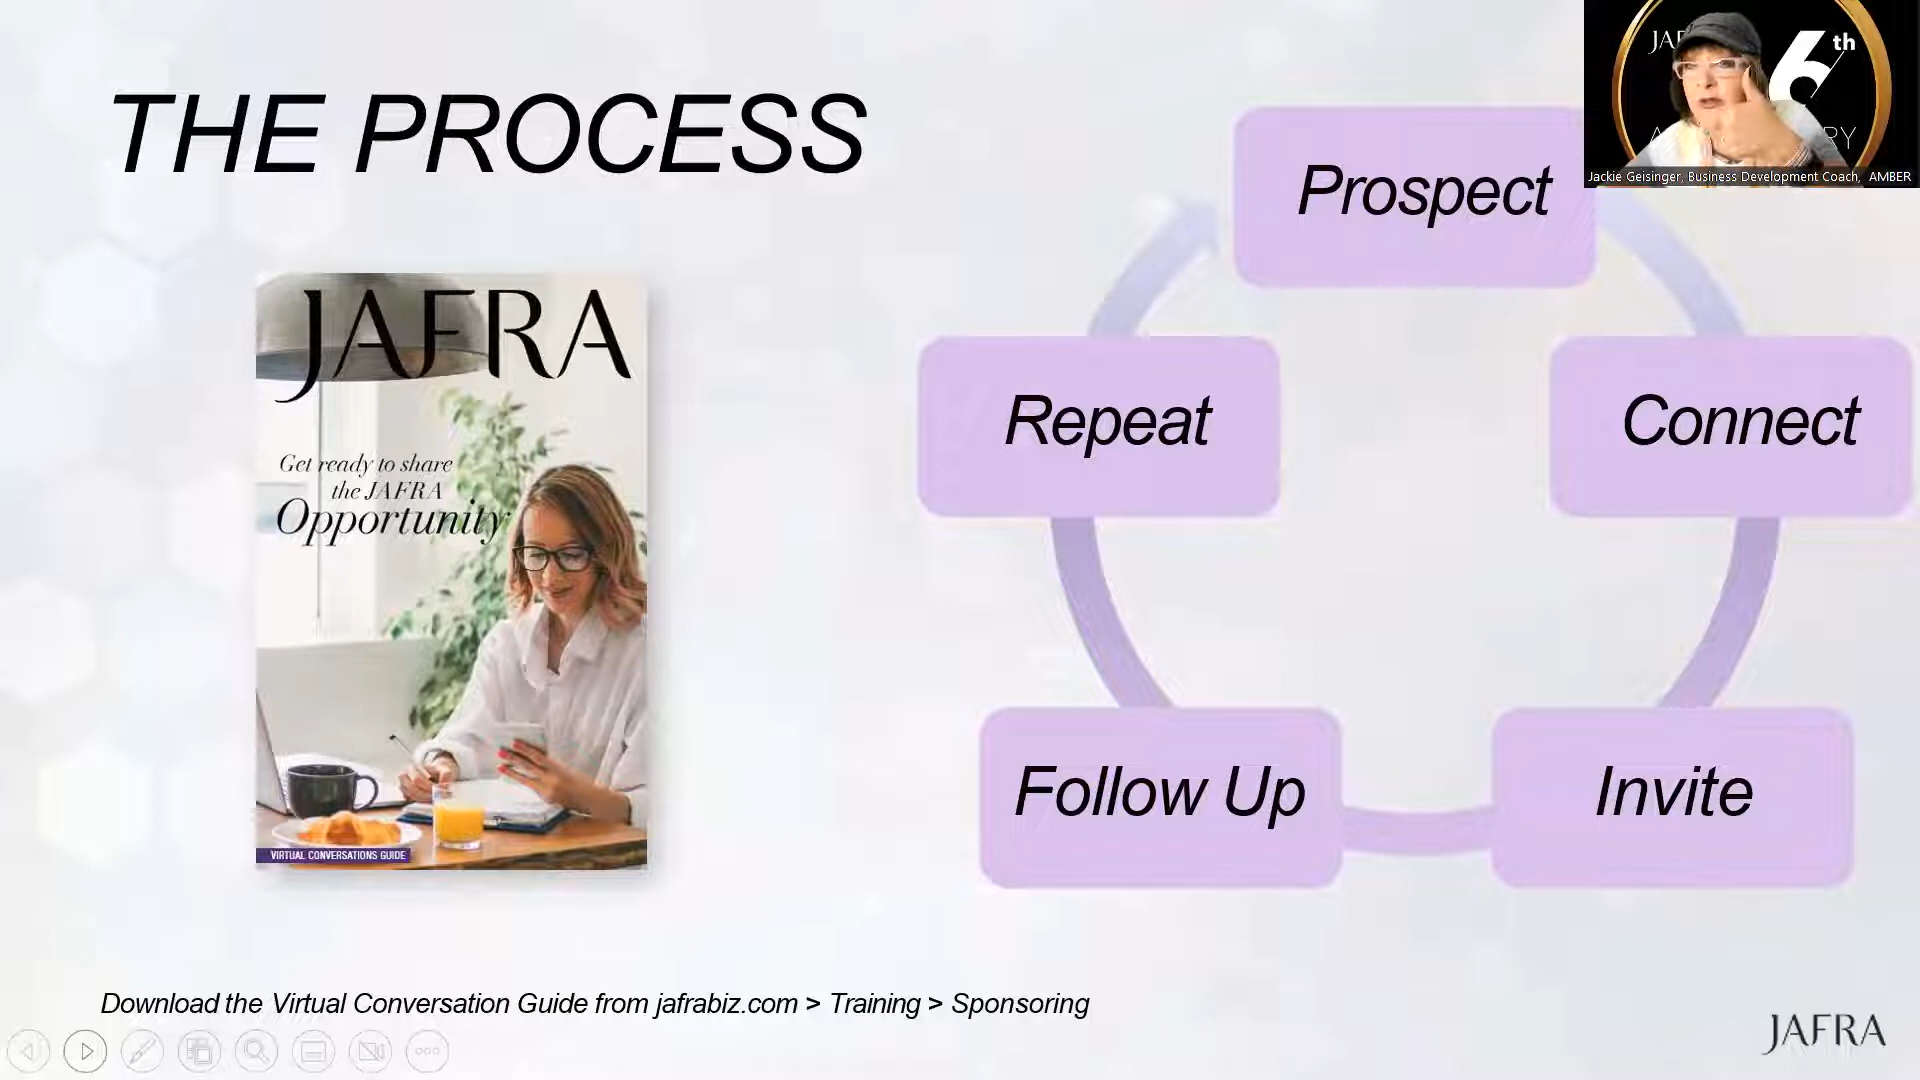 THE PROCESS
JAFRA
Get ready to share
the JAFRA
Opportunity
VIRTUAL CONVERSATIONS GUIDE
Prospect
Connect
Invite
Follow Up
Repeat
6th
Jackie Geisinger, Business Development Coach, AMBER
Download the Virtual Conversation Guide from jafrabiz.com > Training > Sponsoring
JAFRA